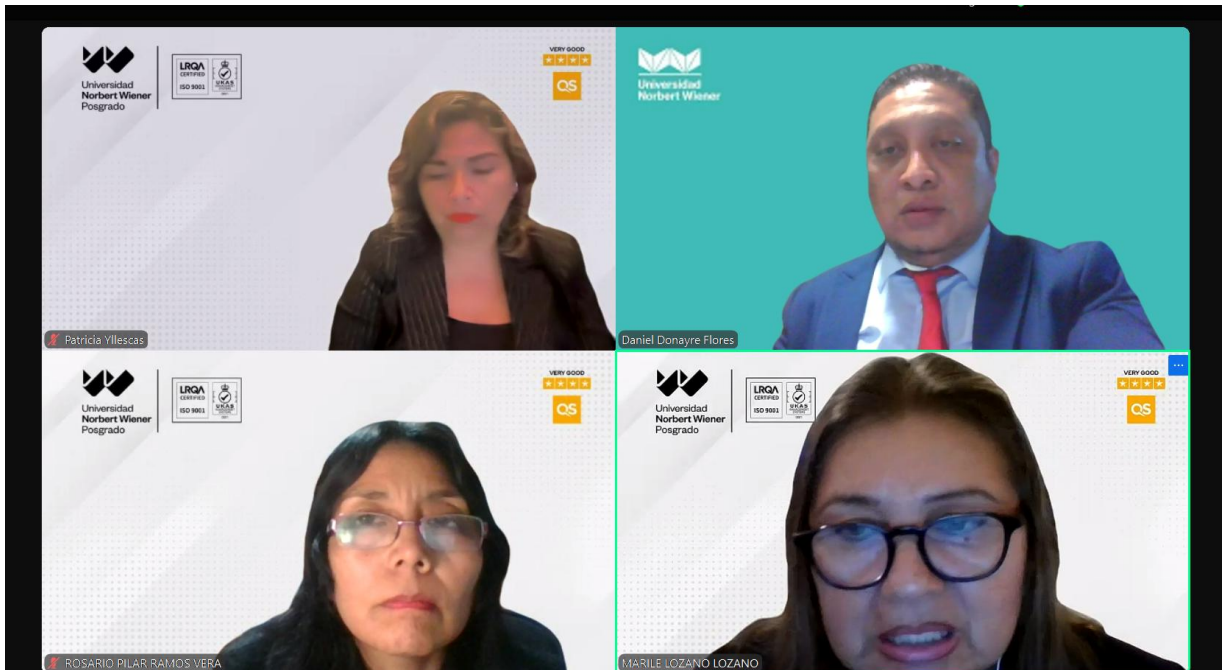 Universidad
Norbert Wiener
Posgrado
LRQA
CERTIFIED
ISO 9001
UKAS
VERY GOOD
QS
Patricia Yllescas
Universidad
Norbert Wiener
Daniel Donayre Flores
Universidad
Norbert Wiener
Posgrado
LRQA
CERTIFIED
ISO 9001
UKAS
VERY GOOD
QS
ROSARIO PILAR RAMOS VERA
Universidad
Norbert Wiener
Posgrado
LRQA
CERTIFIED
ISO 9001
UKAS
VERY GOOD
QS
MARILE LOZANO LOZANO